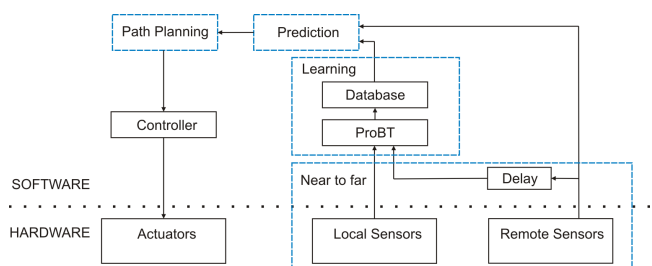 Path Planning
Prediction
Learning
Database
Controller
ProBT
Near to far
Delay
SOFTWARE
HARDWARE
Actuators
Local Sensors
Remote Sensors